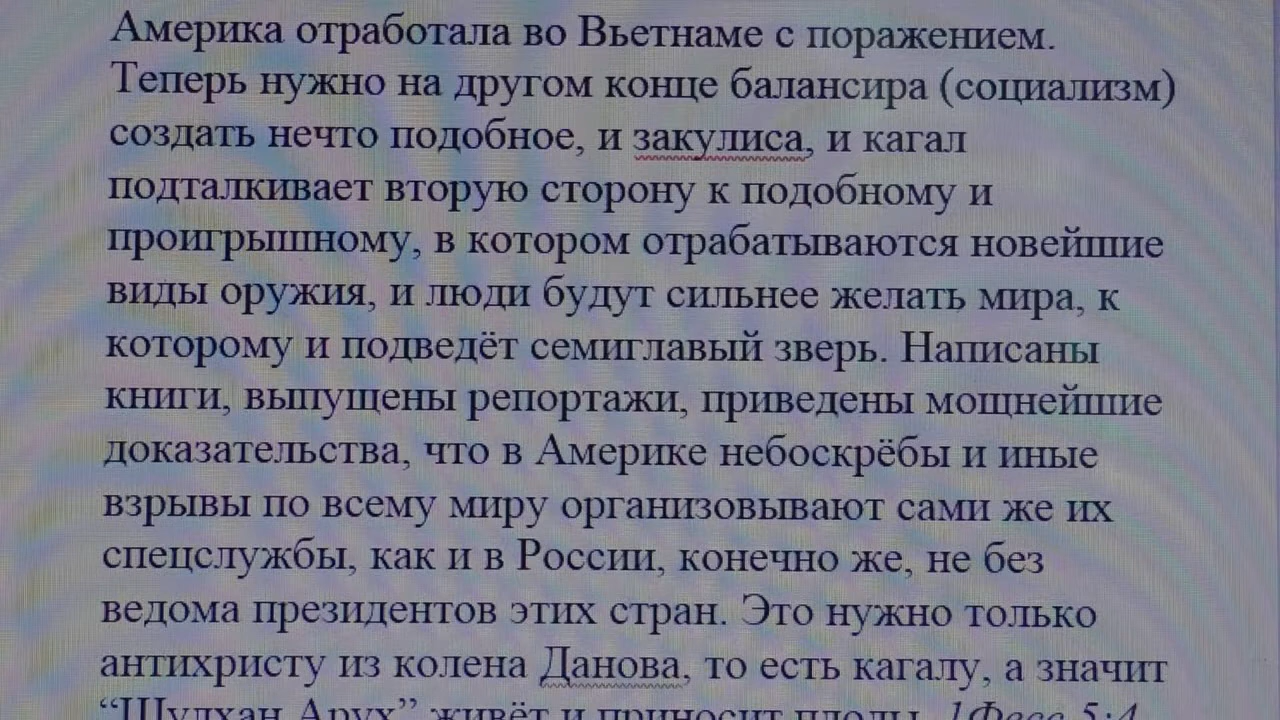 Америка отработала во Вьетнаме с поражением.
Теперь нужно на другом конце балансира (социализм)
создать нечто подобное, и закулиса, и кагал
подталкивает вторую сторону к подобному и
проигрышному, в котором отрабатываются новейшие
виды оружия, и люди будут сильнее желать мира, к
которому и подведёт семиглавый зверь. Написаны
книги, выпущены репортажи, приведены мощнейшие
доказательства, что в Америке небоскрёбы и иные
взрывы по всему миру организовывают сами же их
спецслужбы, как и в России, конечно же, не без
ведома президентов этих стран. Это нужно только
антихристу из колена Данова, то есть кагалу, а значит
“Шулхан Арух” живёт и приносит плоды. 1Фесс.5:4